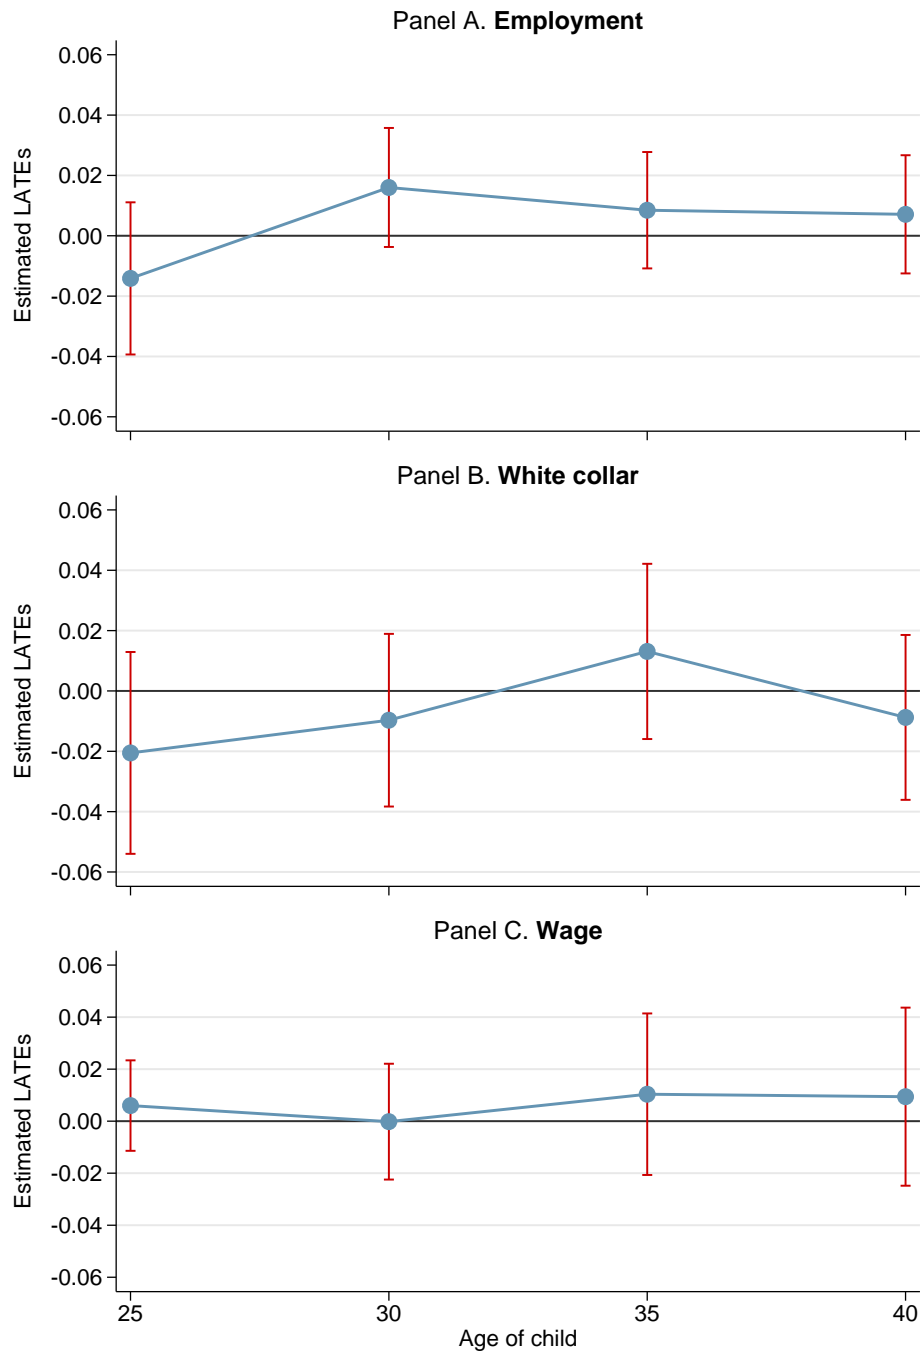 Panel A. Employment
0.06
0.04
0.02
0.00
-0.02
-0.04
-0.06
Estimated LATEs
Panel B. White collar
0.06
0.04
0.02
0.00
-0.02
-0.04
-0.06
Estimated LATEs
Panel C. Wage
0.06
0.04
0.02
0.00
-0.02
-0.04
-0.06
Estimated LATEs
25 30 35 40
Age of child